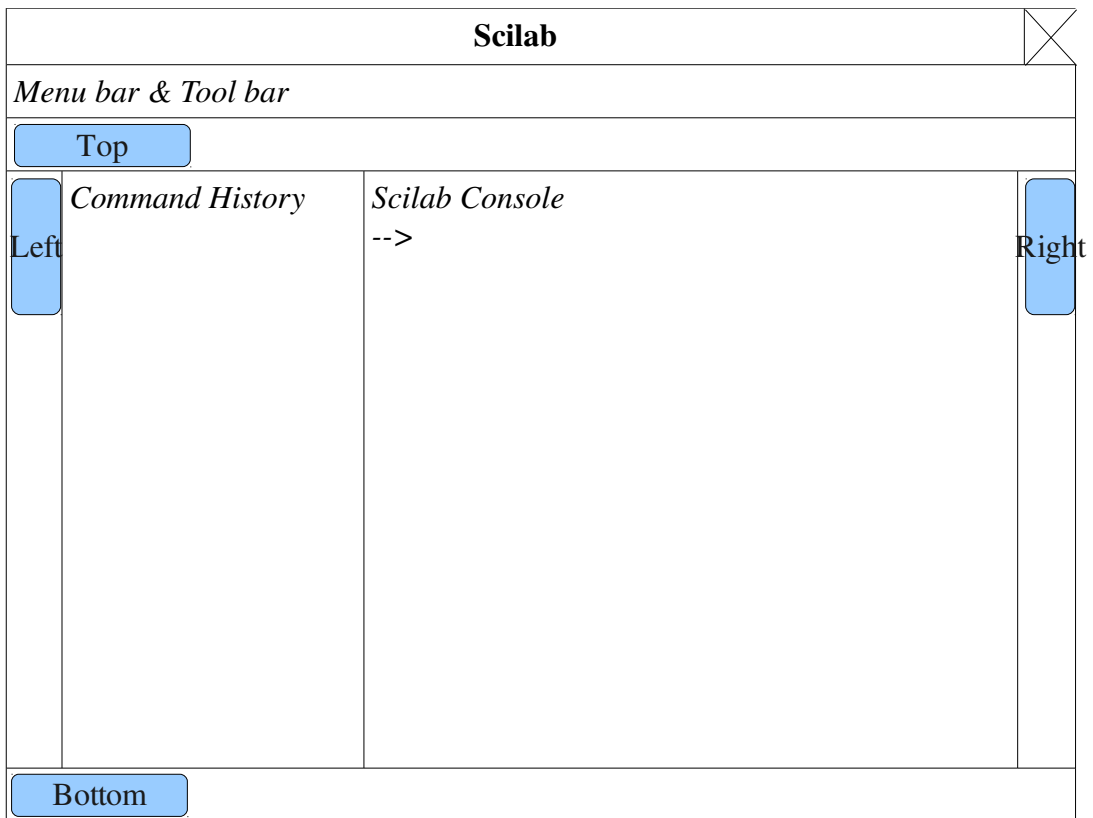 Scilab
Menu bar & Tool bar
Top
Left
Command History
Scilab Console
-->
Right
Bottom